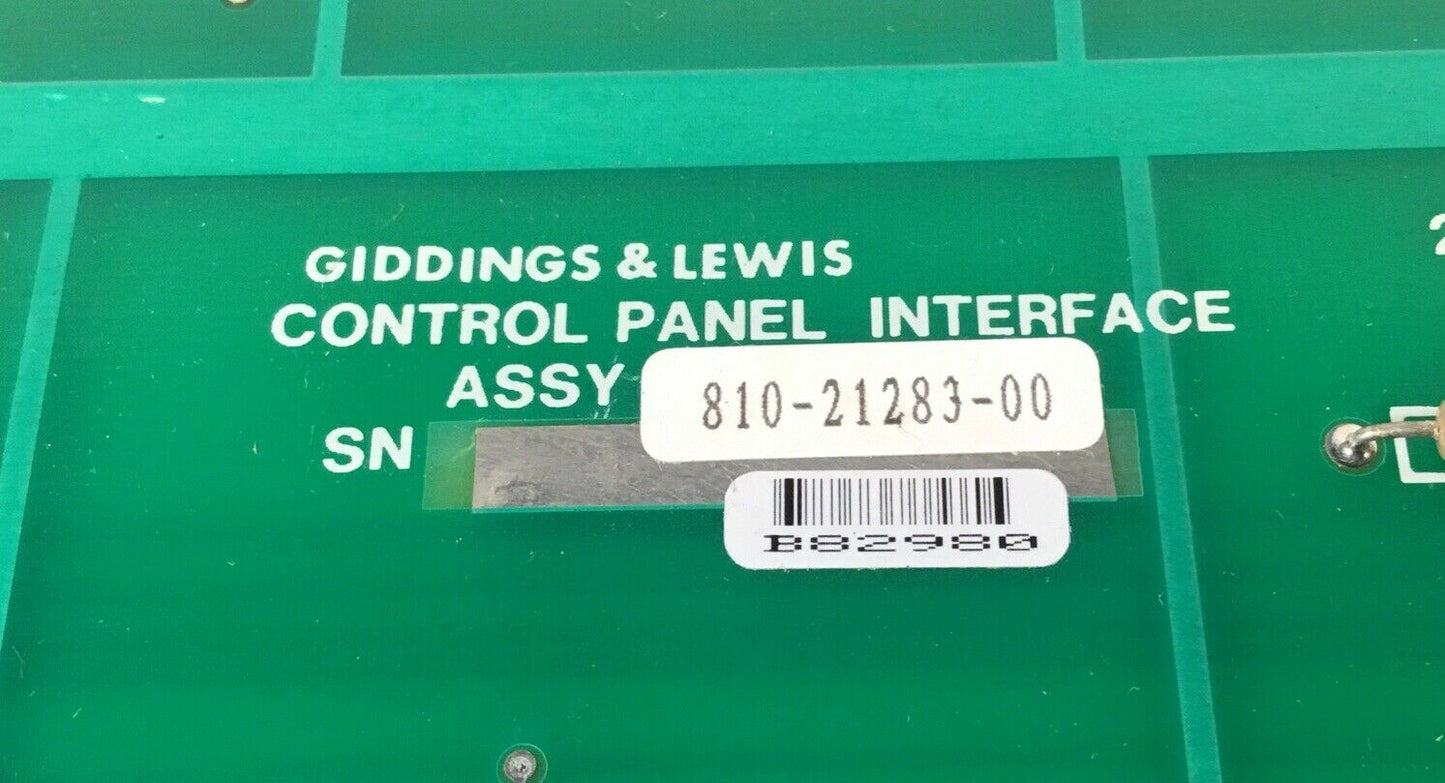 GIDDINGS & LEWIS
CONTROL PANEL INTERFACE
ASSY 810-21283-00
SN
B82980